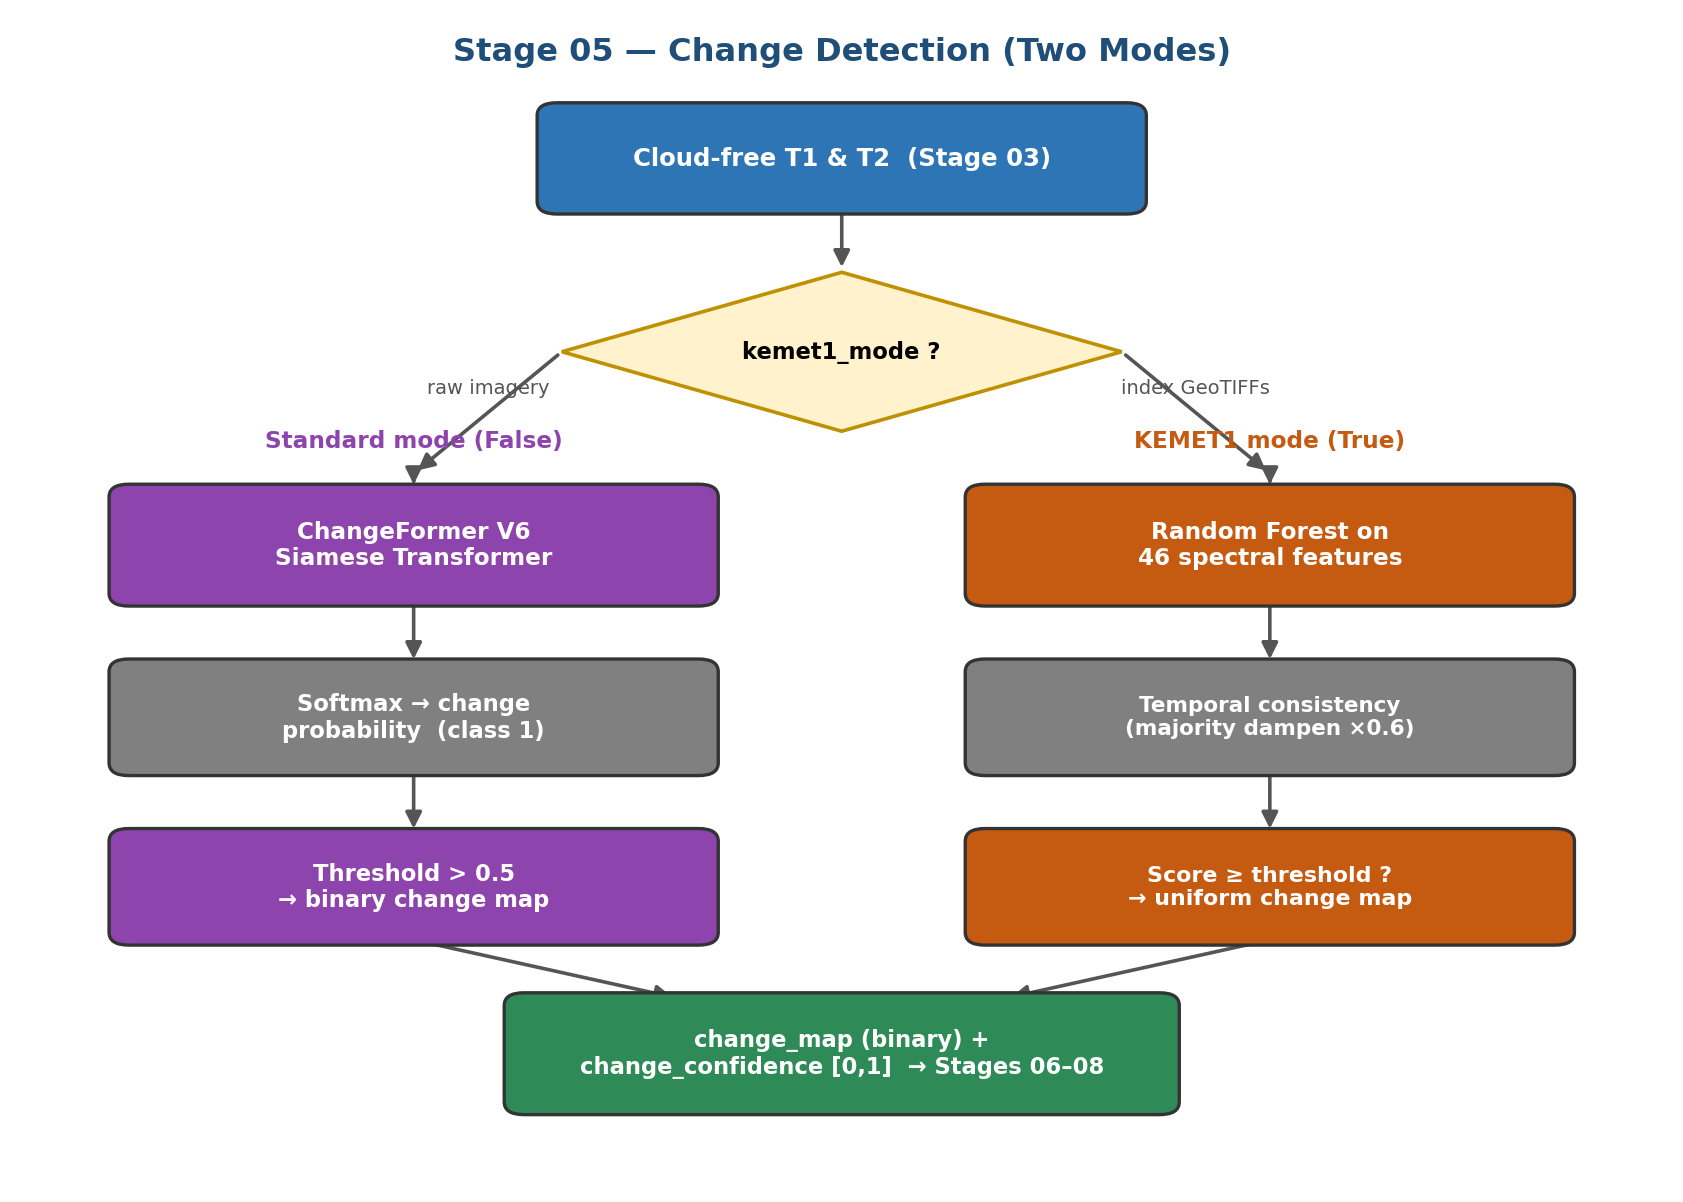 Stage 05 — Change Detection (Two Modes)
Cloud-free T1 & T2  (Stage 03)
kemet1_mode ?
raw imagery
index GeoTIFFs
Standard mode (False)
KEMET1 mode (True)
ChangeFormer V6
Siamese Transformer
Random Forest on
46 spectral features
Softmax → change
probability  (class 1)
Temporal consistency
(majority dampen ×0.6)
Threshold > 0.5
→ binary change map
Score ≥ threshold ?
→ uniform change map
change_map (binary) +
change_confidence [0,1]  → Stages 06–08